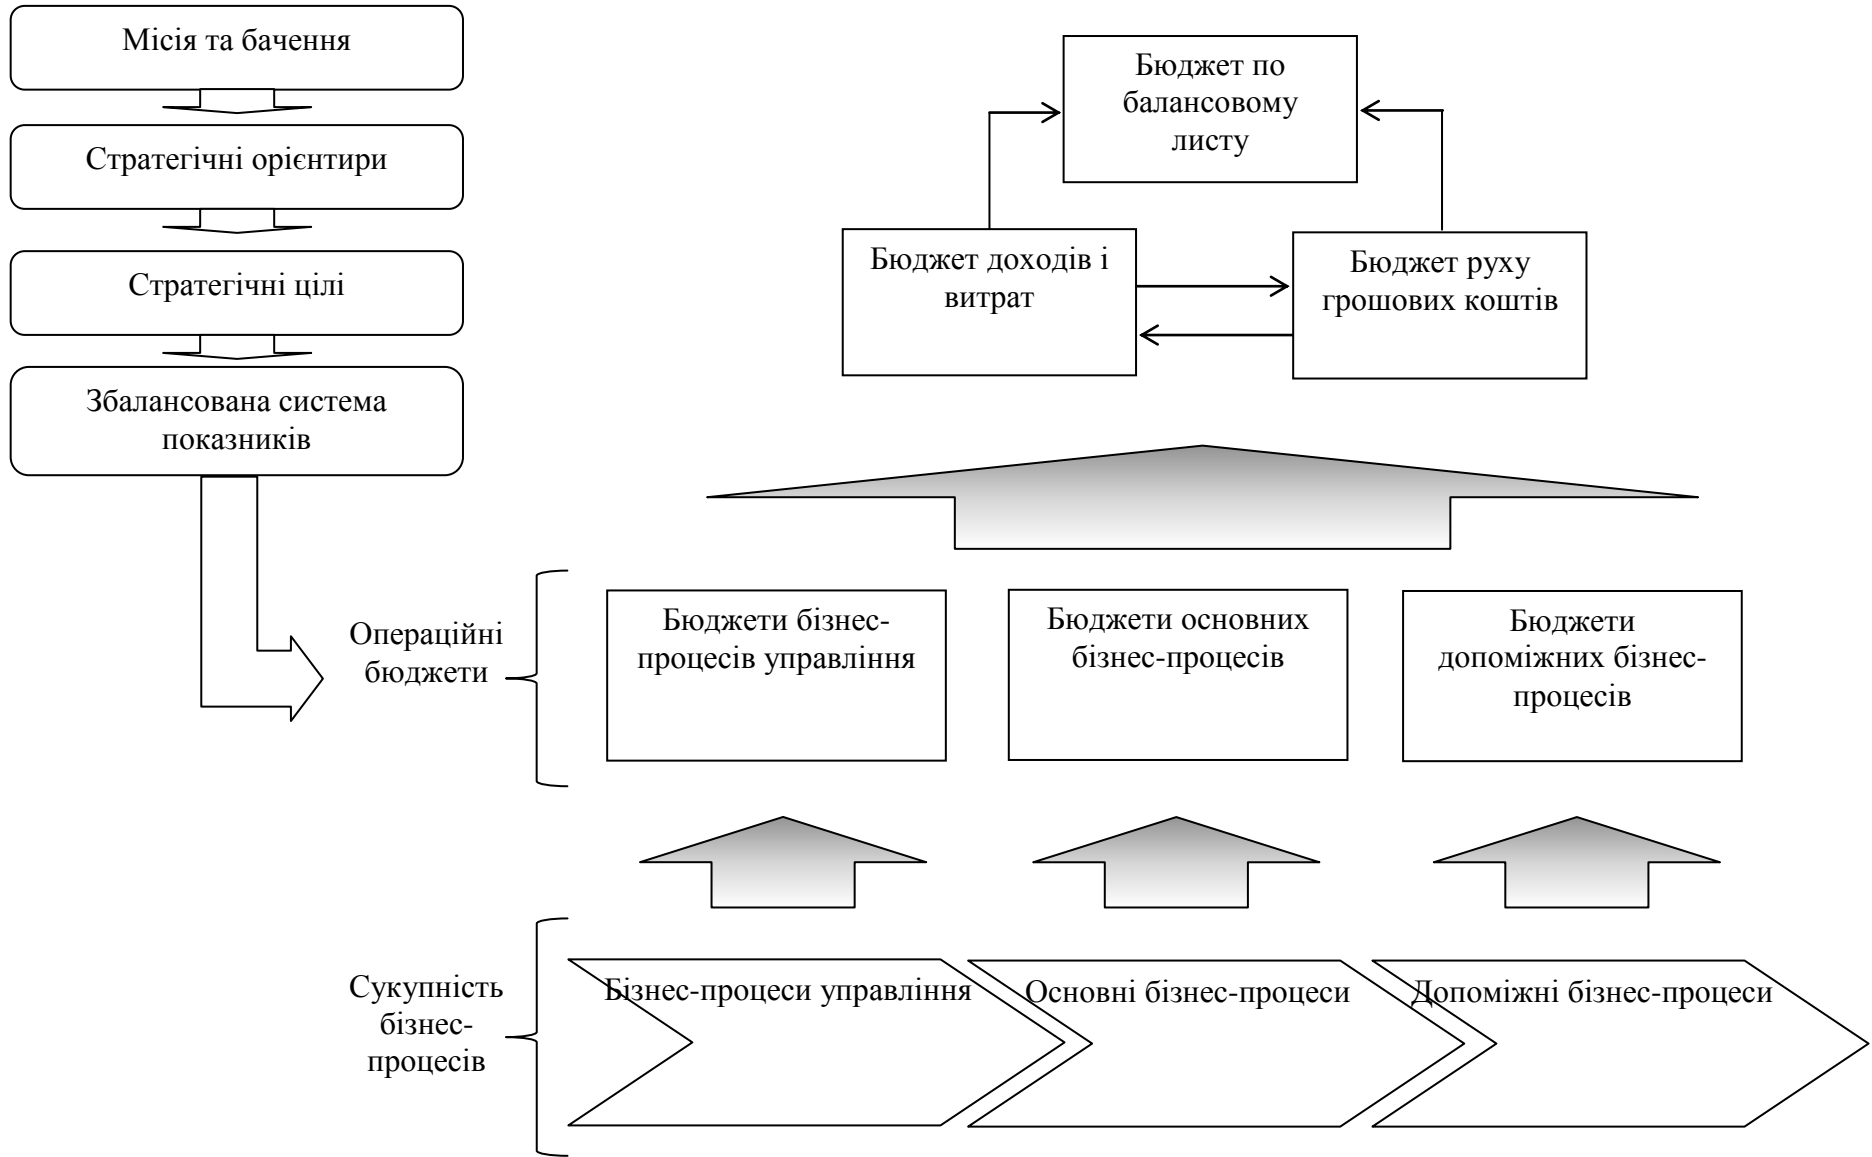 Місія та бачення
Стратегічні орієнтири
Стратегічні цілі
Збалансована система
показників
Бюджет по
балансовому
листу
Бюджет доходів і
витрат
Бюджет руху
грошових коштів
Операційні
бюджети
Бюджети бізнес-
процесів управління
Бюджети основних
бізнес-процесів
Бюджети
допоміжних бізнес-
процесів
Сукупність
бізнес-
процесів
Бізнес-процеси управління
Основні бізнес-процеси
Допоміжні бізнес-процеси